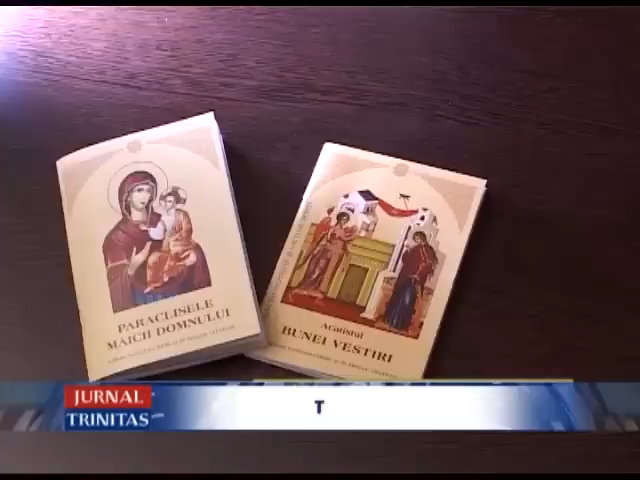 PARACLISELE
MAICII DOMNULUI
Acatistul
BUNEI VESTIRI
JURNAL
TRINITAS
T